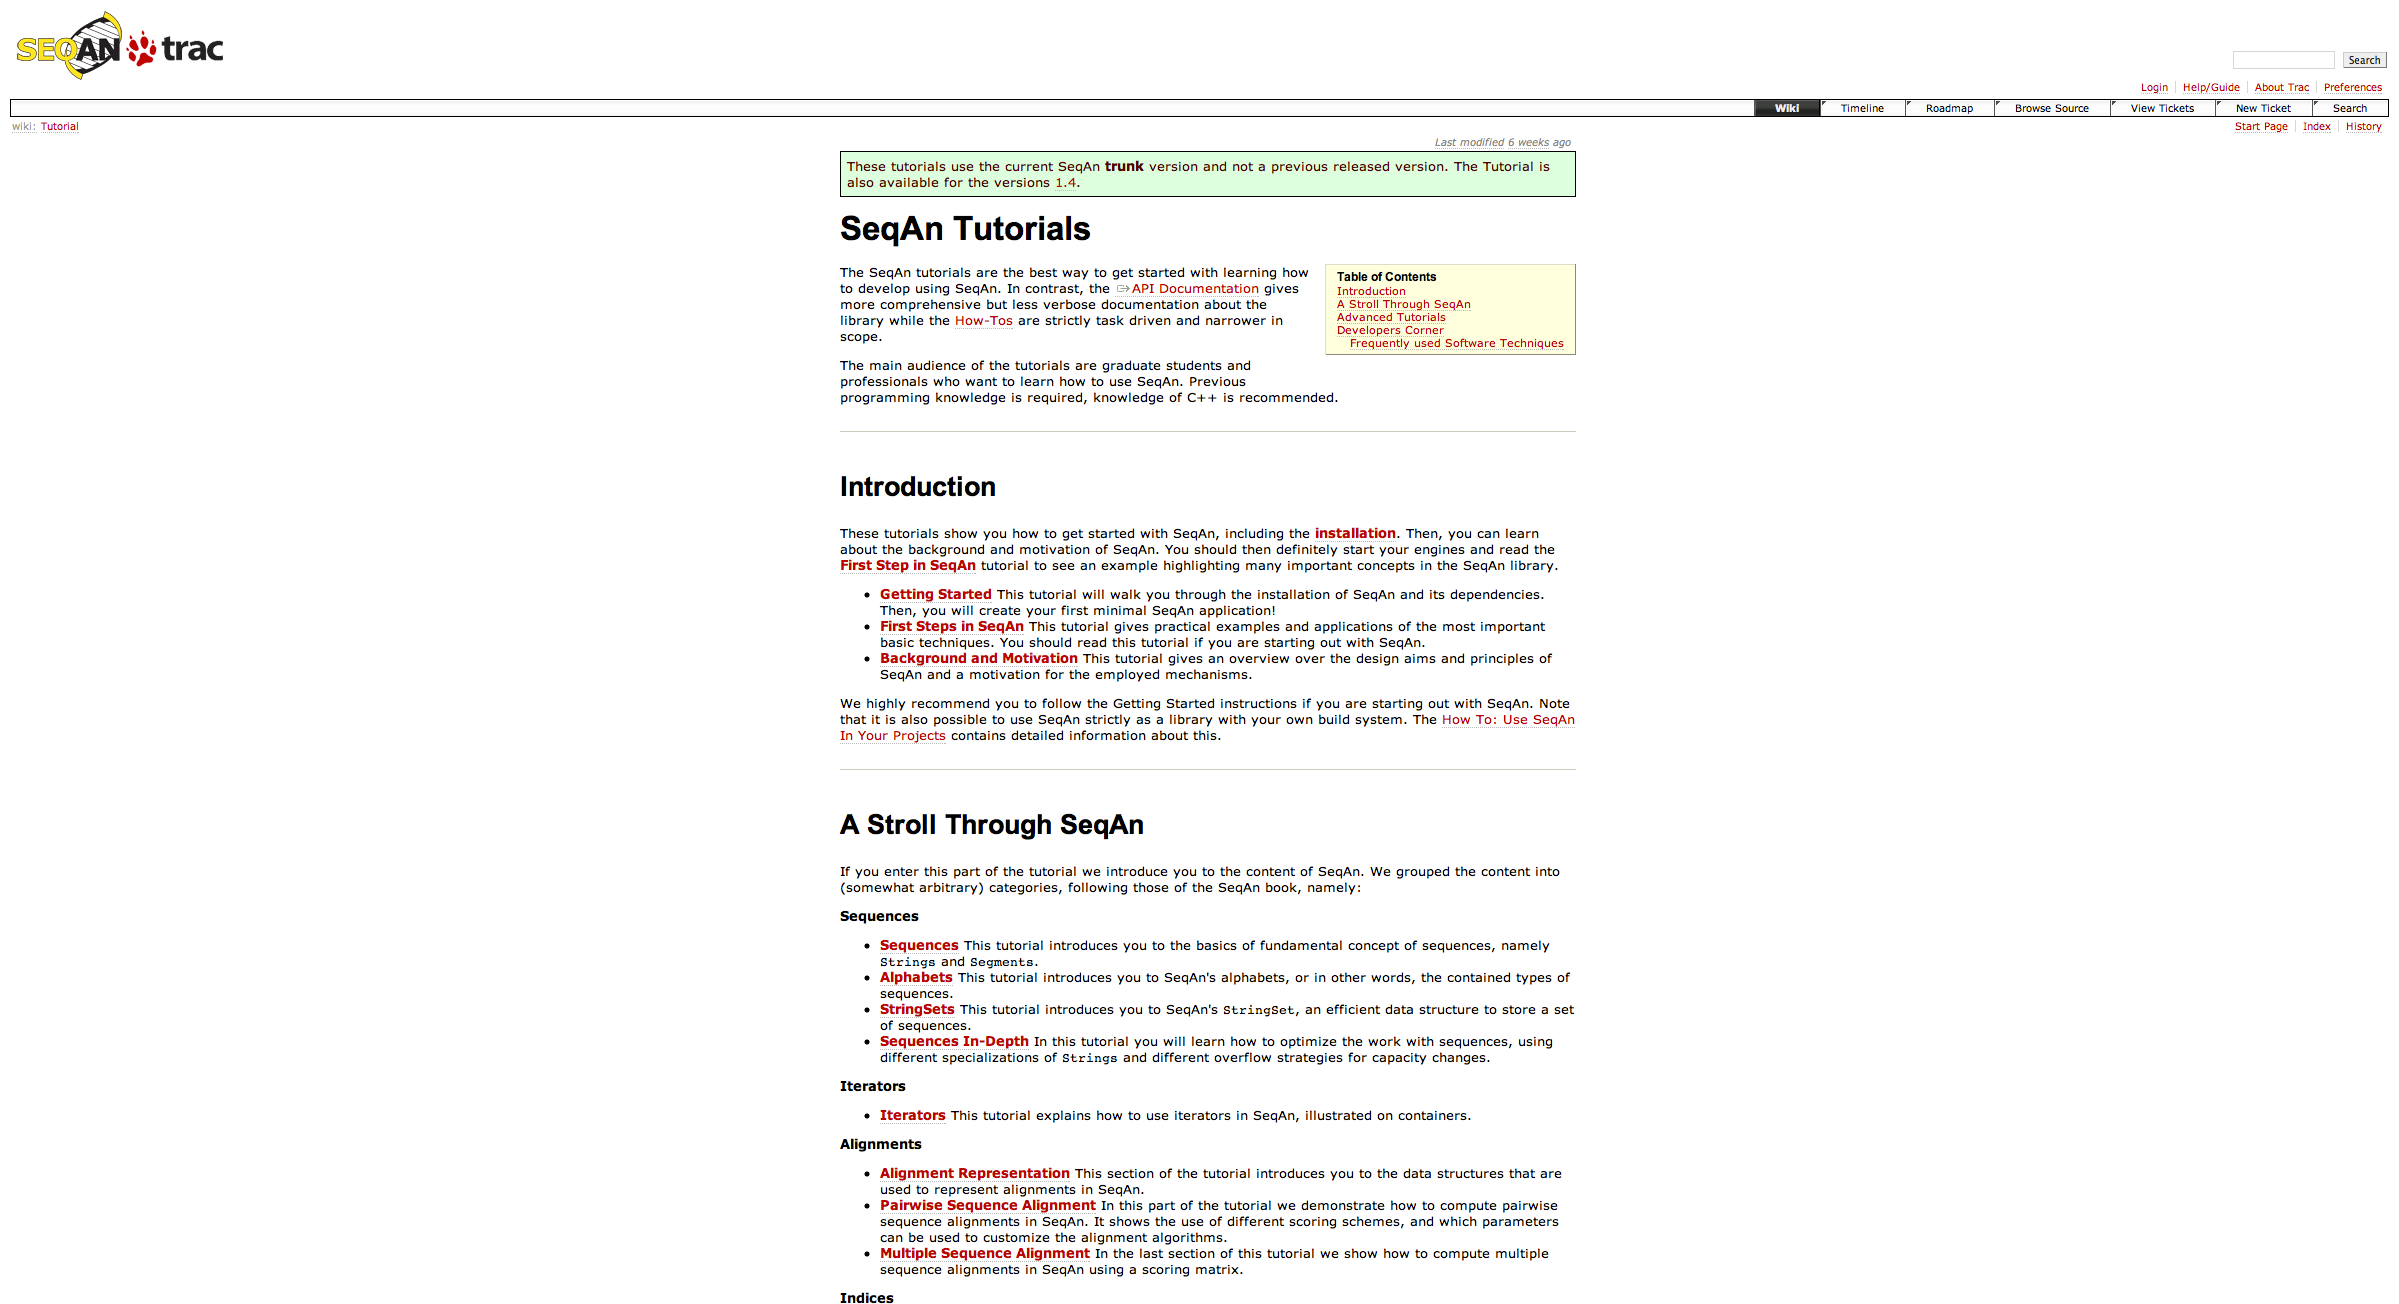 SEQAN trac
Search
Login Help/Guide About Trac Preferences
Wiki Timeline Roadmap Browse Source View Tickets New Ticket Search
wiki: Tutorial
Start Page Index History
Last modified 6 weeks ago
These tutorials use the current SeqAn trunk version and not a previous released version. The Tutorial is
also available for the versions 1.4.
SeqAn Tutorials
The SeqAn tutorials are the best way to get started with learning how
to develop using SeqAn. In contrast, the API Documentation gives
more comprehensive but less verbose documentation about the
library while the How-Tos are strictly task driven and narrower in
scope.
Table of Contents
Introduction
A Stroll Through SeqAn
Advanced Tutorials
Developers Corner
Frequently used Software Techniques
The main audience of the tutorials are graduate students and
professionals who want to learn how to use SeqAn. Previous
programming knowledge is required, knowledge of C++ is recommended.
Introduction
These tutorials show you how to get started with SeqAn, including the installation. Then, you can learn
about the background and motivation of SeqAn. You should then definitely start your engines and read the
First Step in SeqAn tutorial to see an example highlighting many important concepts in the SeqAn library.
• Getting Started This tutorial will walk you through the installation of SeqAn and its dependencies.
Then, you will create your first minimal SeqAn application!
• First Steps in SeqAn This tutorial gives practical examples and applications of the most important
basic techniques. You should read this tutorial if you are starting out with SeqAn.
• Background and Motivation This tutorial gives an overview over the design aims and principles of
SeqAn and a motivation for the employed mechanisms.
We highly recommend you to follow the Getting Started instructions if you are starting out with SeqAn. Note
that it is also possible to use SeqAn strictly as a library with your own build system. The How To: Use SeqAn
In Your Projects contains detailed information about this.
A Stroll Through SeqAn
If you enter this part of the tutorial we introduce you to the content of SeqAn. We grouped the content into
(somewhat arbitrary) categories, following those of the SeqAn book, namely:
Sequences
• Sequences This tutorial introduces you to the basics of fundamental concept of sequences, namely
Strings and Segments.
• Alphabets This tutorial introduces you to SeqAn's alphabets, or in other words, the contained types of
sequences.
• StringSets This tutorial introduces you to SeqAn's StringSet, an efficient data structure to store a set
of sequences.
• Sequences In-Depth In this tutorial you will learn how to optimize the work with sequences, using
different specializations of Strings and different overflow strategies for capacity changes.
Iterators
• Iterators This tutorial explains how to use iterators in SeqAn, illustrated on containers.
Alignments
• Alignment Representation This section of the tutorial introduces you to the data structures that are
used to represent alignments in SeqAn.
• Pairwise Sequence Alignment In this part of the tutorial we demonstrate how to compute pairwise
sequence alignments in SeqAn. It shows the use of different scoring schemes, and which parameters
can be used to customize the alignment algorithms.
• Multiple Sequence Alignment In the last section of this tutorial we show how to compute multiple
sequence alignments in SeqAn using a scoring matrix.
Indices